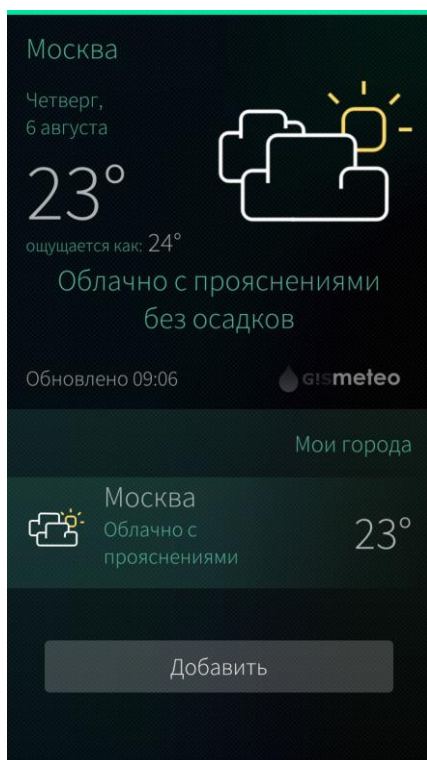 Москва
Четверг,
6 августа
23°
ощущается как: 24°
Облачно с прояснениями
без осадков
Обновлено 09:06
GISmeteo
Мои города
Москва
Облачно с
прояснениями
23°
Добавить